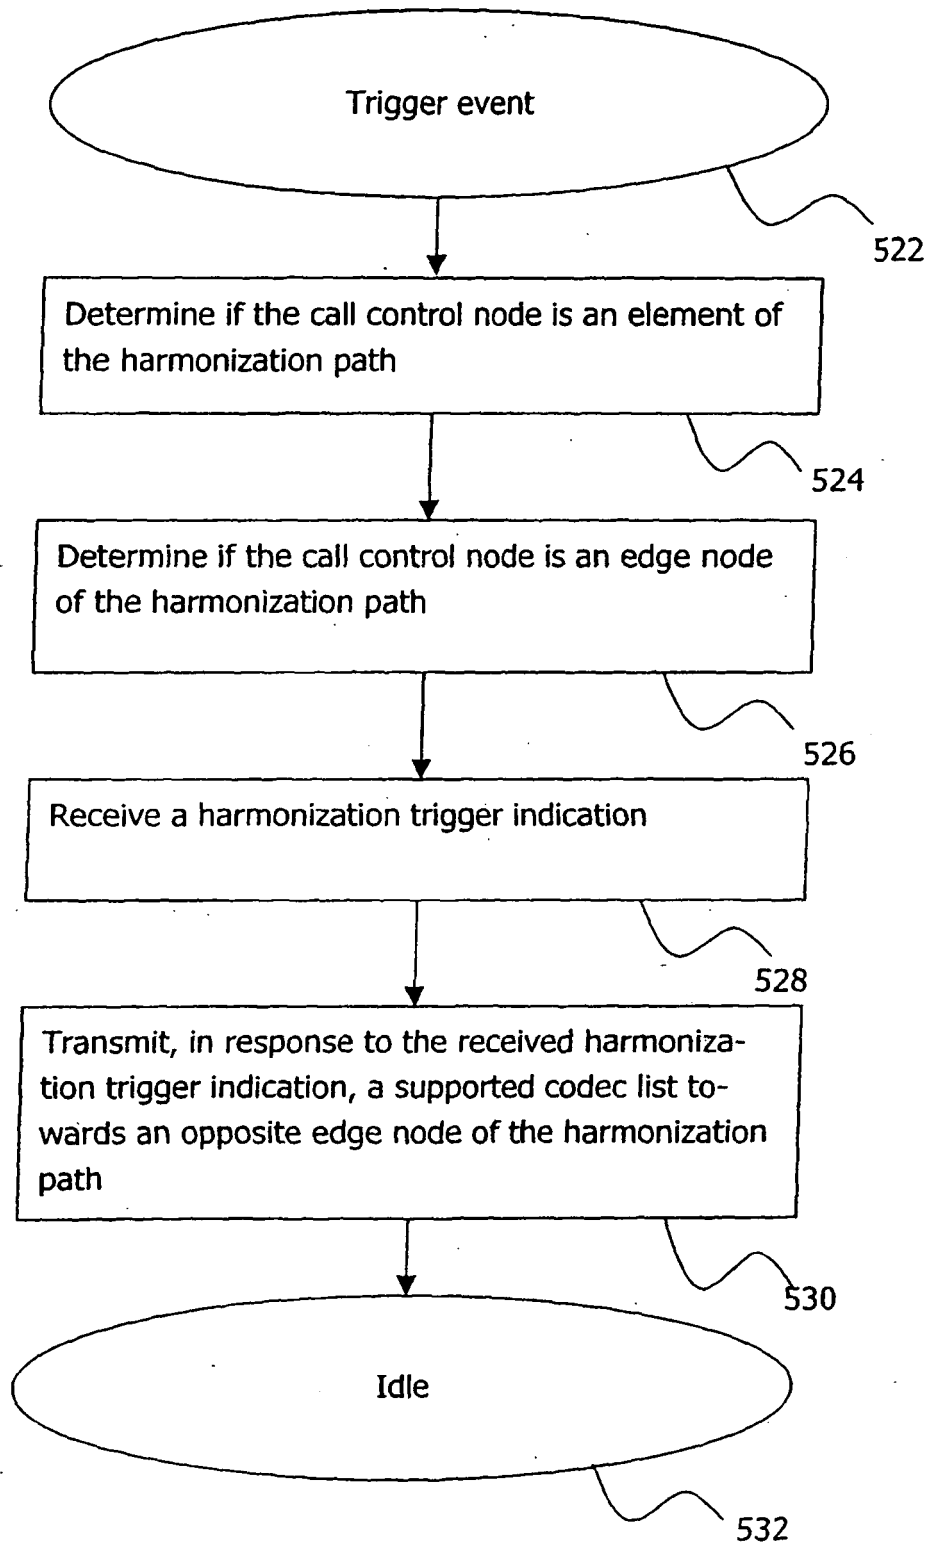 Trigger event
522
Determine if the call control node is an element of
the harmonization path
524
Determine if the call control node is an edge node
of the harmonization path
526
Receive a harmonization trigger indication
528
Transmit, in response to the received harmoniza-
tion trigger indication, a supported codec list to-
wards an opposite edge node of the harmonization
path
530
Idle
532